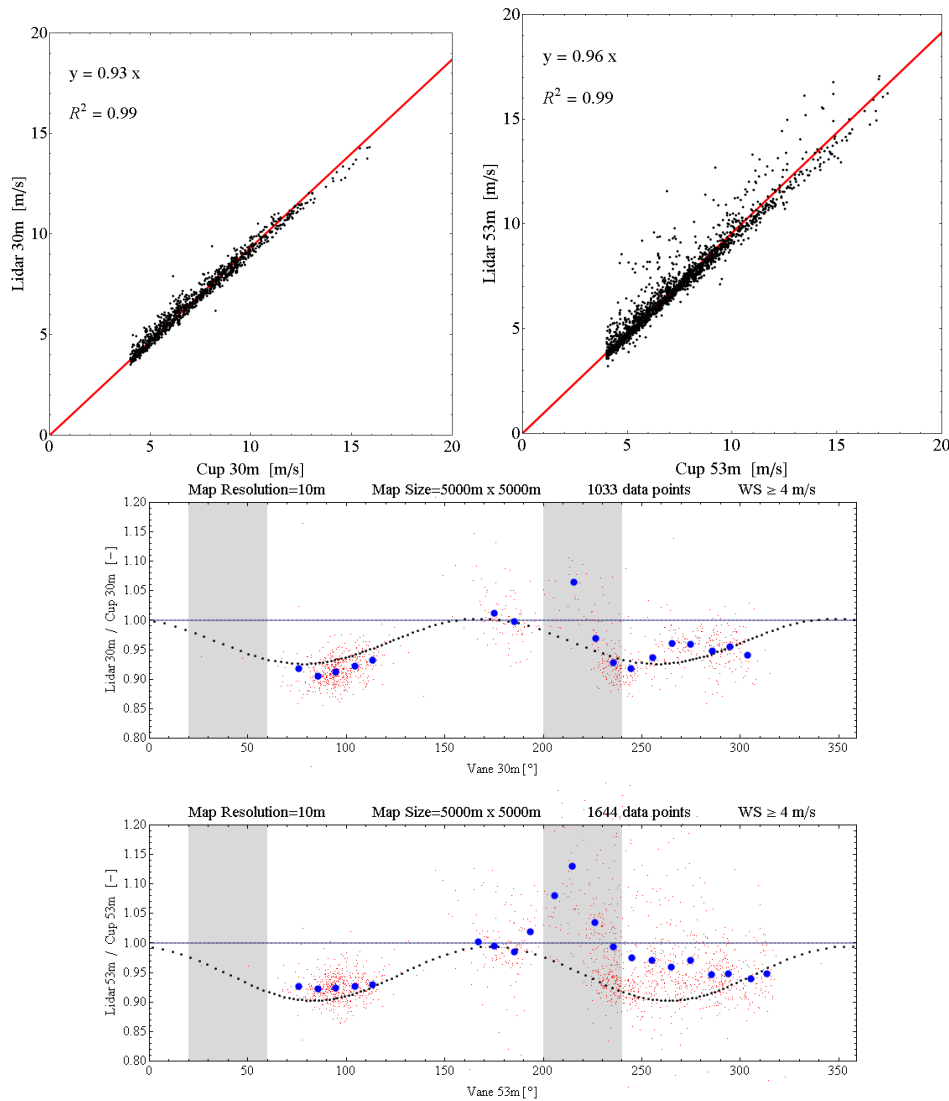 20
15
10
5
0
0
5
10
15
20
y = 0.93 x
R² = 0.99
Lidar 30m [m/s]
Cup 30m [m/s]
20
15
10
5
0
0
5
10
15
20
y = 0.96 x
R² = 0.99
Lidar 53m [m/s]
Cup 53m [m/s]
Map Resolution=10m Map Size=5000m x 5000m 1033 data points WS ≥ 4 m/s
1.20
1.15
1.10
1.05
1.00
0.95
0.90
0.85
0.80
Lidar 30m / Cup 30m [−]
0 50 100 150 200 250 300 350
Vane 30m [°]
Map Resolution=10m Map Size=5000m x 5000m 1644 data points WS ≥ 4 m/s
1.20
1.15
1.10
1.05
1.00
0.95
0.90
0.85
0.80
Lidar 53m / Cup 53m [−]
0 50 100 150 200 250 300 350
Vane 53m [°]